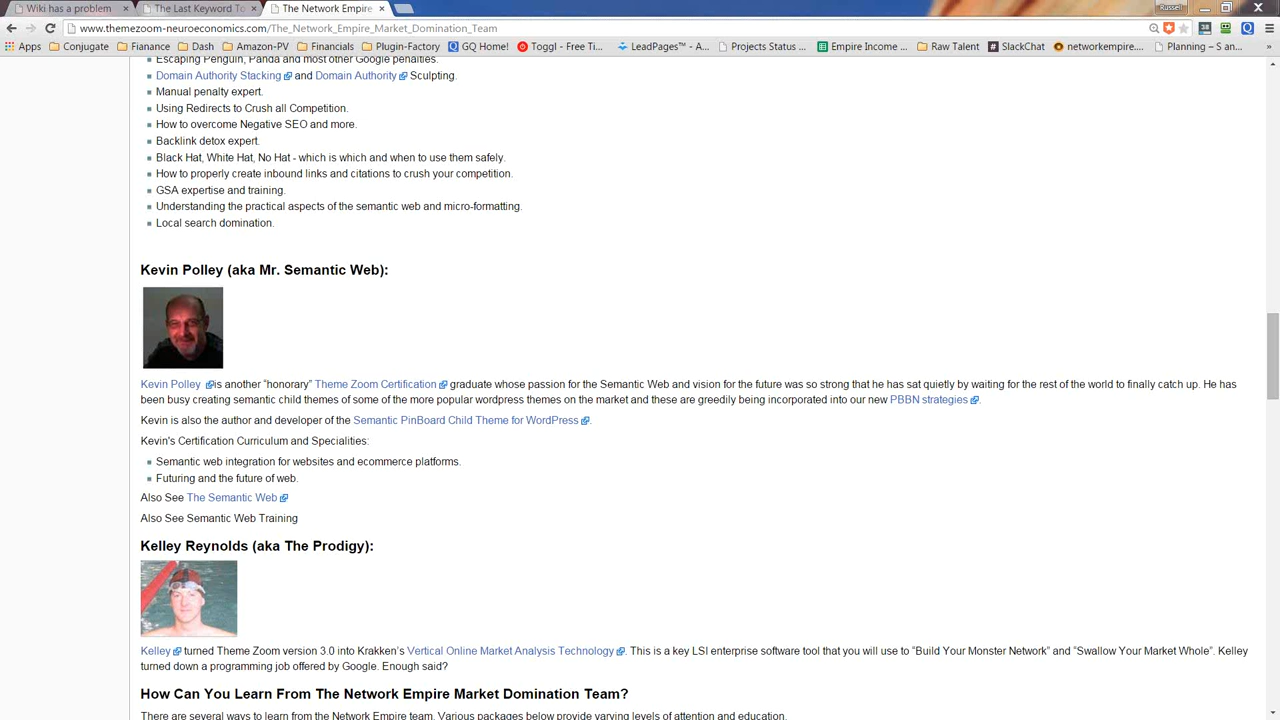 Russell
Wiki has a problem
The Last Keyword To
The Network Empire
www.themezoom-neuroeconomics.com/The_Network_Empire_Market_Domination_Team
Apps Conjugate Fianance Dash Amazon-PV Financials Plugin-Factory GQ Home! Toggl - Free Ti... LeadPages™ - A... Projects Status ... Empire Income ... Raw Talent SlackChat networkempire.... Planning – S an... »
Escaping Penguin, Panda and most other Google penalties.
Domain Authority Stacking and Domain Authority Sculpting.
Manual penalty expert.
Using Redirects to Crush all Competition.
How to overcome Negative SEO and more.
Backlink detox expert.
Black Hat, White Hat, No Hat - which is which and when to use them safely.
How to properly create inbound links and citations to crush your competition.
GSA expertise and training.
Understanding the practical aspects of the semantic web and micro-formatting.
Local search domination.
Kevin Polley (aka Mr. Semantic Web):
Kevin Polley is another “honorary” Theme Zoom Certification graduate whose passion for the Semantic Web and vision for the future was so strong that he has sat quietly by waiting for the rest of the world to finally catch up. He has
been busy creating semantic child themes of some of the more popular wordpress themes on the market and these are greedily being incorporated into our new PBBN strategies.
Kevin is also the author and developer of the Semantic PinBoard Child Theme for WordPress.
Kevin's Certification Curriculum and Specialities:
Semantic web integration for websites and ecommerce platforms.
Futuring and the future of web.
Also See The Semantic Web
Also See Semantic Web Training
Kelley Reynolds (aka The Prodigy):
Kelley turned Theme Zoom version 3.0 into Krakken’s Vertical Online Market Analysis Technology. This is a key LSI enterprise software tool that you will use to “Build Your Monster Network” and “Swallow Your Market Whole”. Kelley
turned down a programming job offered by Google. Enough said?
How Can You Learn From The Network Empire Market Domination Team?
There are several ways to learn from the Network Empire team. Various packages below provide varying levels of attention and education.